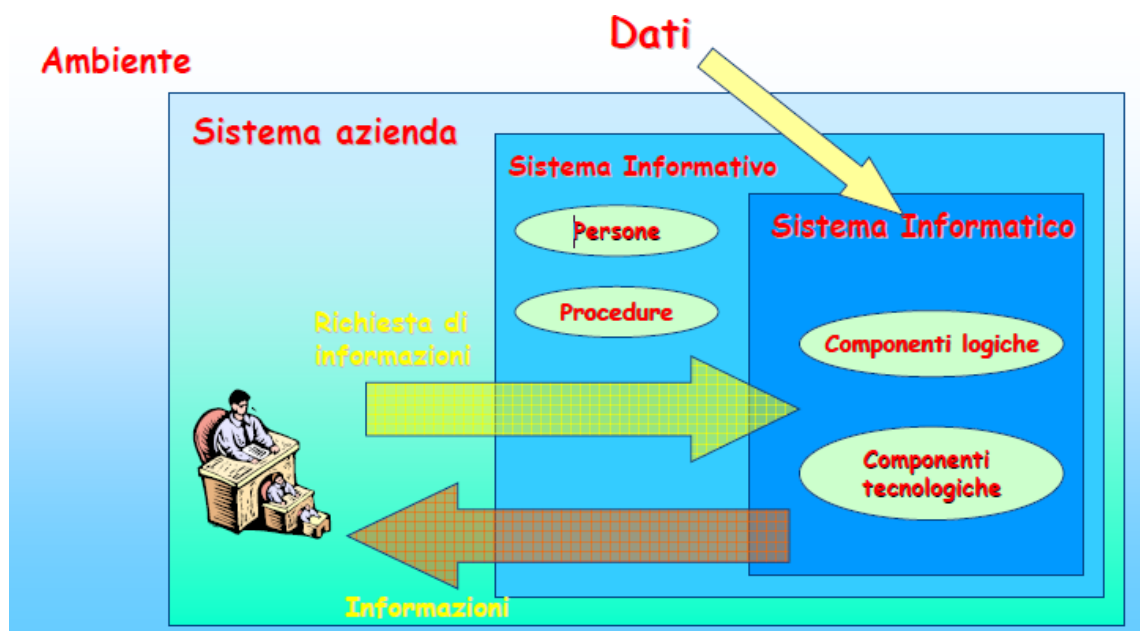 Dati
Ambiente
Sistema azienda
Sistema Informativo
Persone
Sistema Informatico
Procedure
Richiesta di
informazioni
Componenti logiche
Componenti
tecnologiche
Informazioni